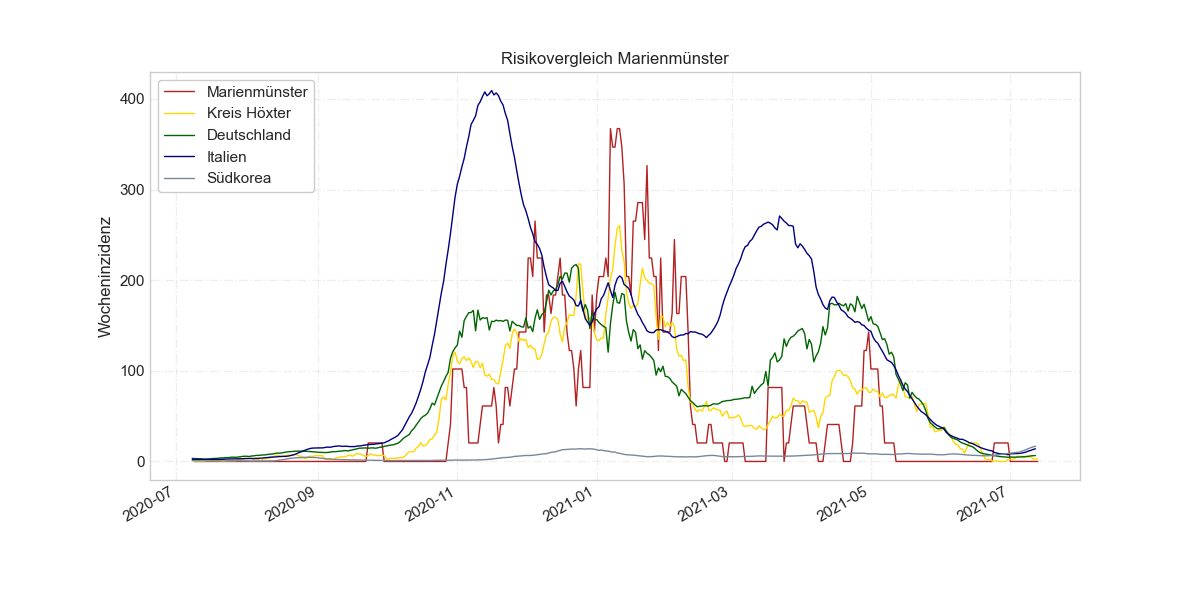 Risikovergleich Marienmünster
Marienmünster
Kreis Höxter
Deutschland
Italien
Südkorea
Wocheninzidenz
400
300
200
100
0
2020-07
2020-09
2020-11
2021-01
2021-03
2021-05
2021-07